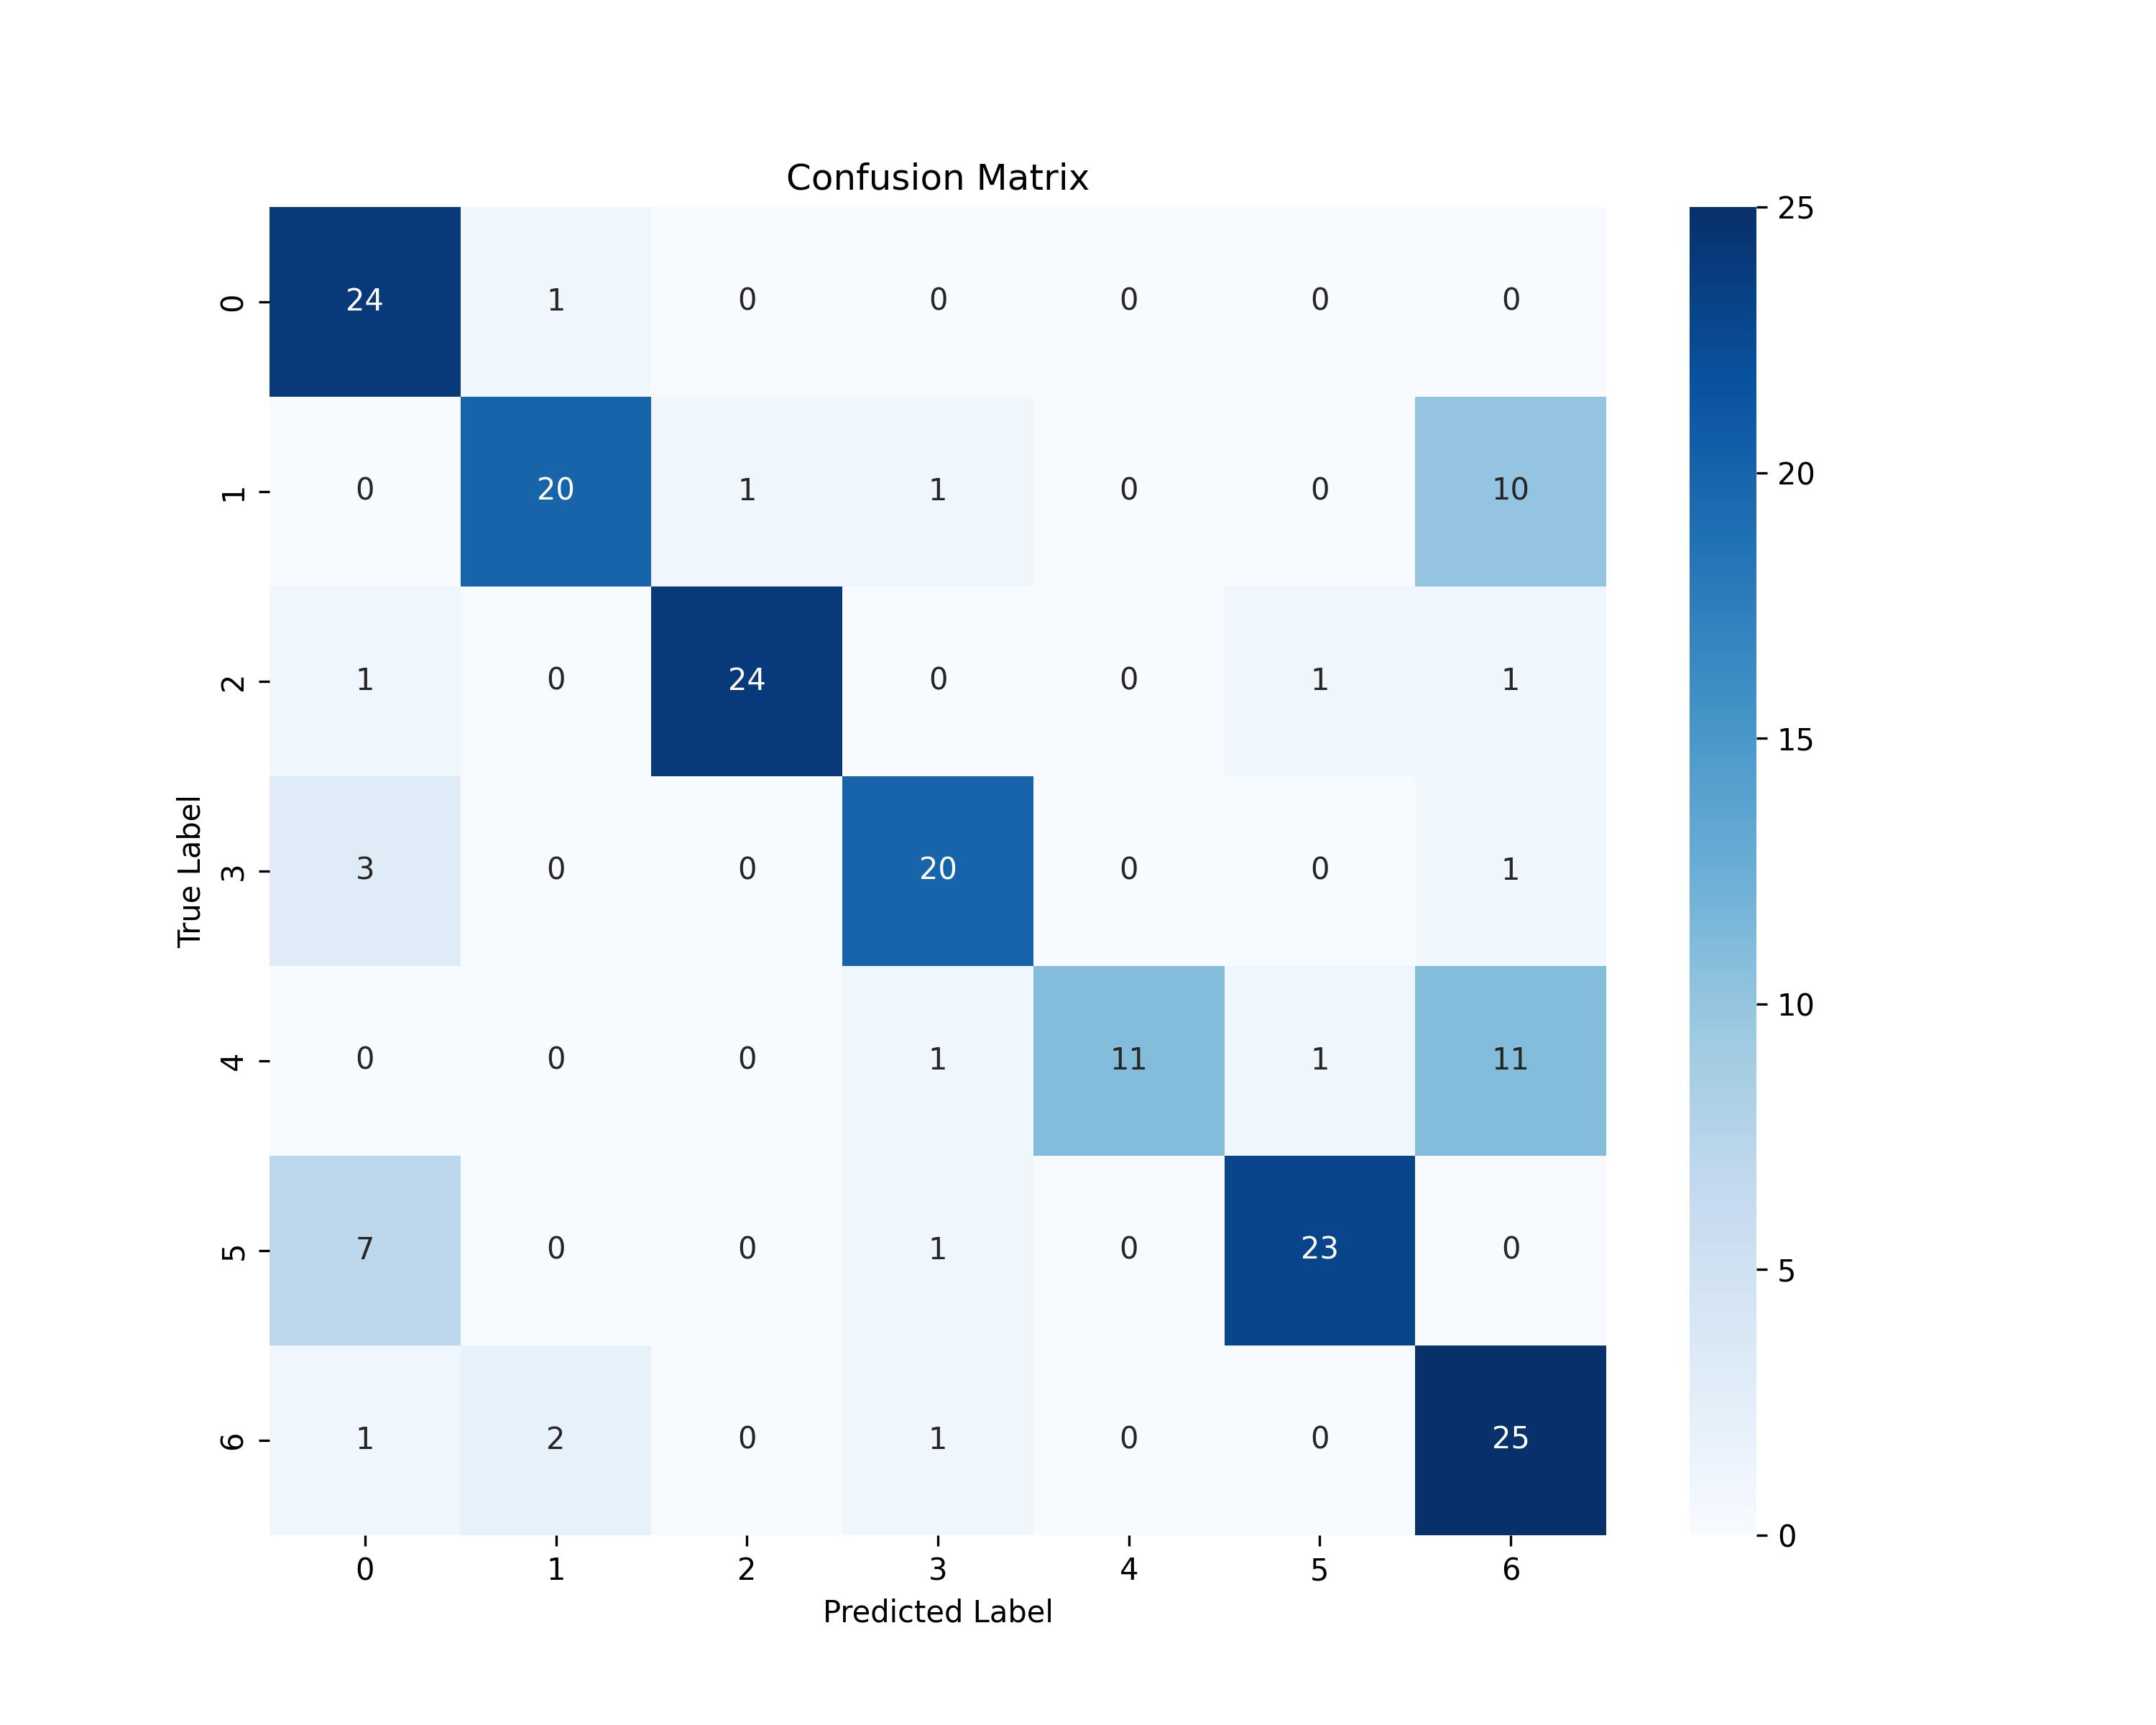 Confusion Matrix
0 24 1 0 0 0 0 0
1 0 20 1 1 0 0 10
2 1 0 24 0 0 1 1
3 3 0 0 20 0 0 1
4 0 0 0 1 11 1 11
5 7 0 0 1 0 23 0
6 1 2 0 1 0 0 25
0 1 2 3 4 5 6
Predicted Label
True Label
25
20
15
10
5
0